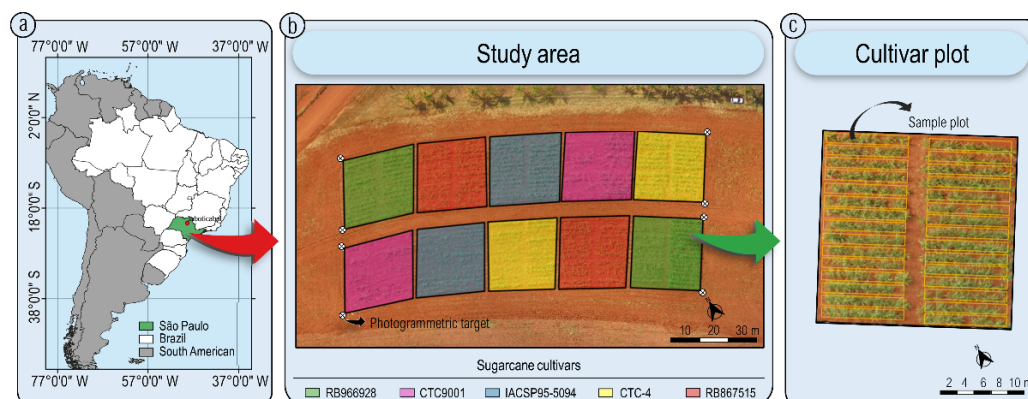 a
77°0'0" W 57°0'0" W 37°0'0" W
2°0'0" N
18°0'0" S
38°0'0" S
São Paulo
Brazil
South American
77°0'0" W 57°0'0" W 37°0'0" W
b
Study area
Photogrammetric target
10 20 30 m
Sugarcane cultivars
RB966928 CTC9001 IACSP95-5094 CTC-4 RB867515
c
Cultivar plot
Sample plot
2 4 6 8 10 m